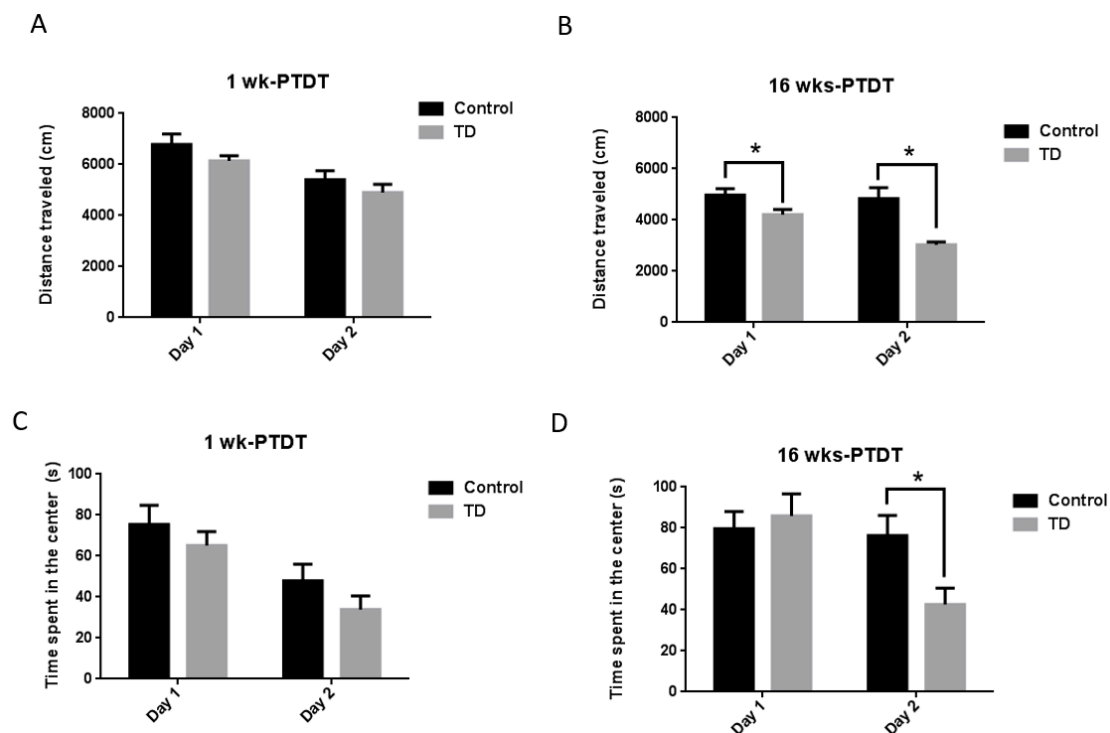 A
1 wk-PTDT
Distance traveled (cm)
8000
6000
4000
2000
0
Day 1
Day 2
Control
TD
B
16 wks-PTDT
Distance traveled (cm)
8000
6000
4000
2000
0
*
*
Day 1
Day 2
Control
TD
C
1 wk-PTDT
Time spent in the center (s)
100
80
60
40
20
0
Day 1
Day 2
Control
TD
D
16 wks-PTDT
Time spent in the center (s)
100
80
60
40
20
0
*
Day 1
Day 2
Control
TD